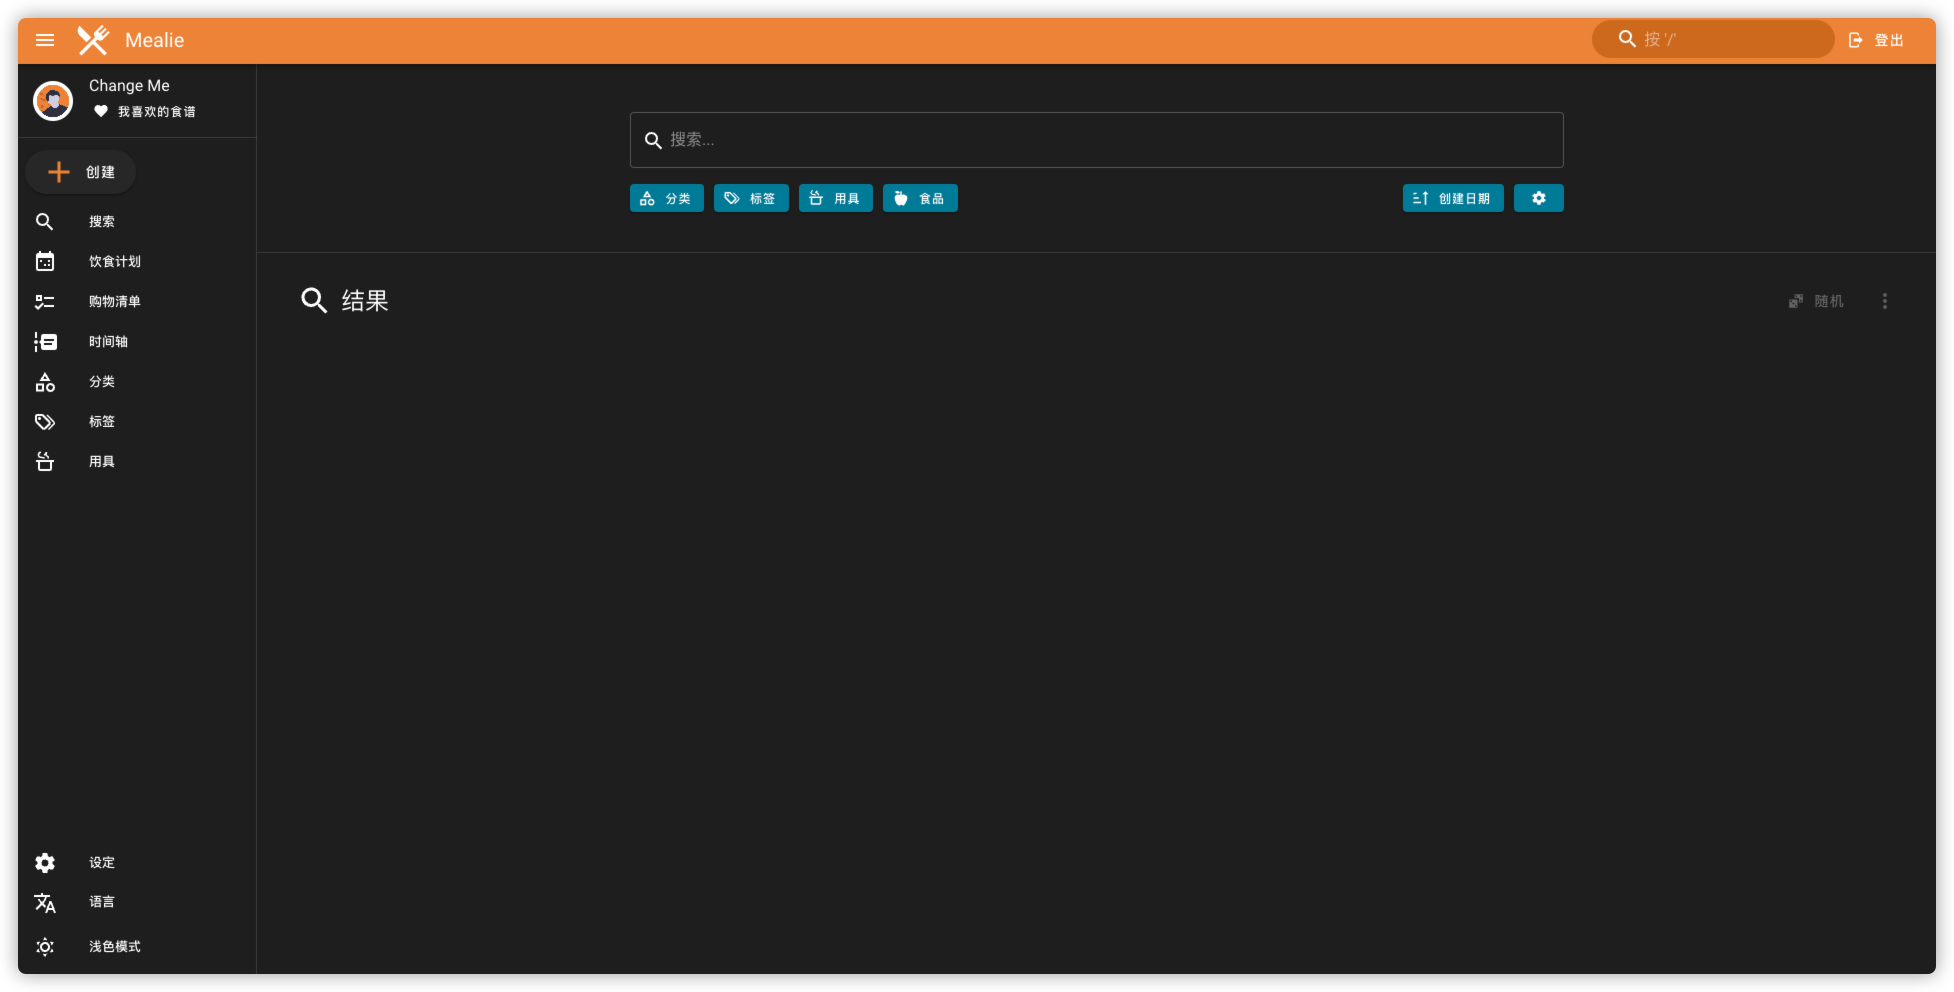 Mealie
按 '/'
登出
Change Me
我喜欢的食谱
创建
搜索
饮食计划
购物清单
时间轴
分类
标签
用具
设定
语言
浅色模式
搜索...
分类 标签 用具 食品 创建日期
结果
随机